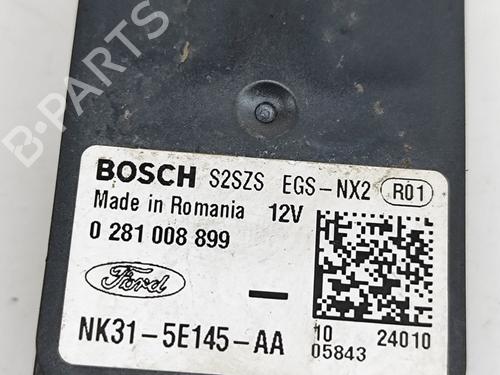 B-PARTS
BOSCH S2SZS EGS-NX2 R01
Made in Romania 12V
0 281 008 899
Ford
NK31-5E145-AA
10 24010
05843